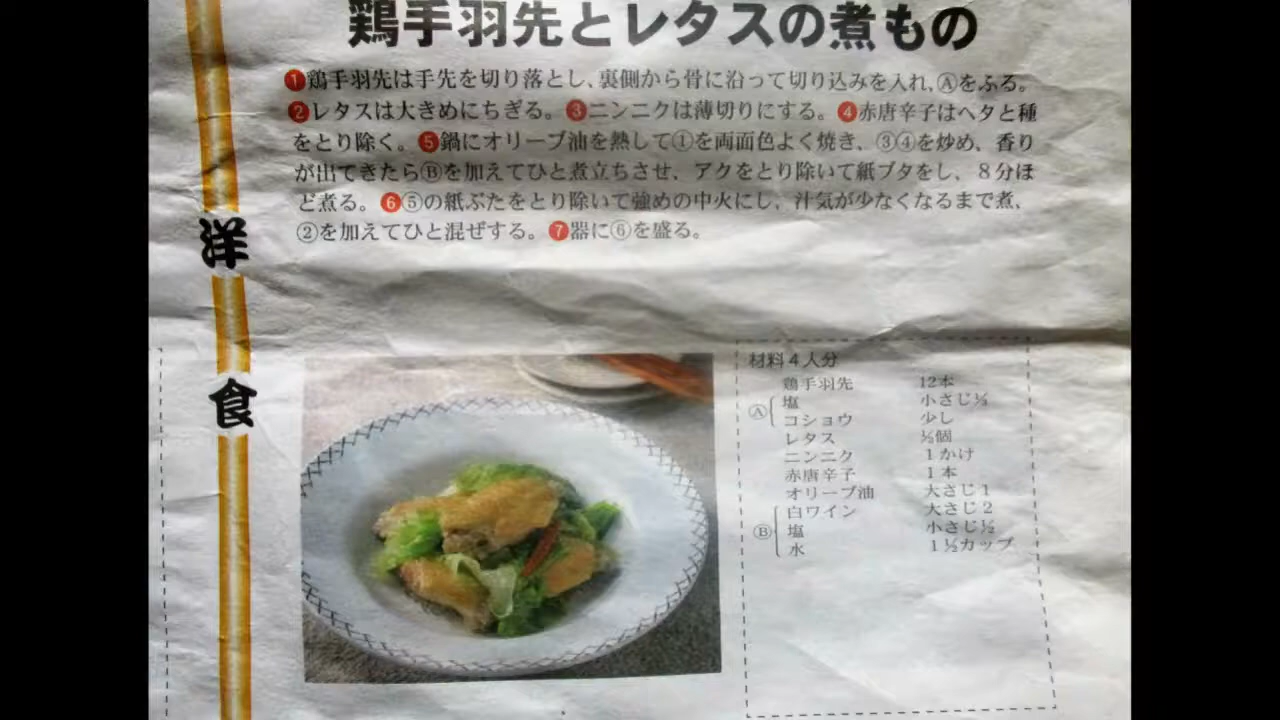 鶏手羽先とレタスの煮もの
❶鶏手羽先は手先を切り落とし、裏側から骨に沿って切り込みを入れ、Ⓐをふる。
❷レタスは大きめにちぎる。❸ニンニクは薄切りにする。❹赤唐辛子はヘタと種
をとり除く。❺鍋にオリーブ油を熱して①を両面色よく焼き、③④を炒め、香り
が出てきたらⒷを加えてひと煮立ちさせ、アクをとり除いて紙ブタをし、８分ほ
ど煮る。❻⑤の紙ぶたをとり除いて強めの中火にし、汁気が少なくなるまで煮、
②を加えてひと混ぜする。❼器に⑥を盛る。
洋
食
材料４人分
鶏手羽先 12本
Ⓐ 塩 小さじ⅓
コショウ 少し
レタス ½個
ニンニク １かけ
赤唐辛子 １本
オリーブ油 大さじ１
白ワイン 大さじ２
Ⓑ 塩 小さじ½
水 １½カップ